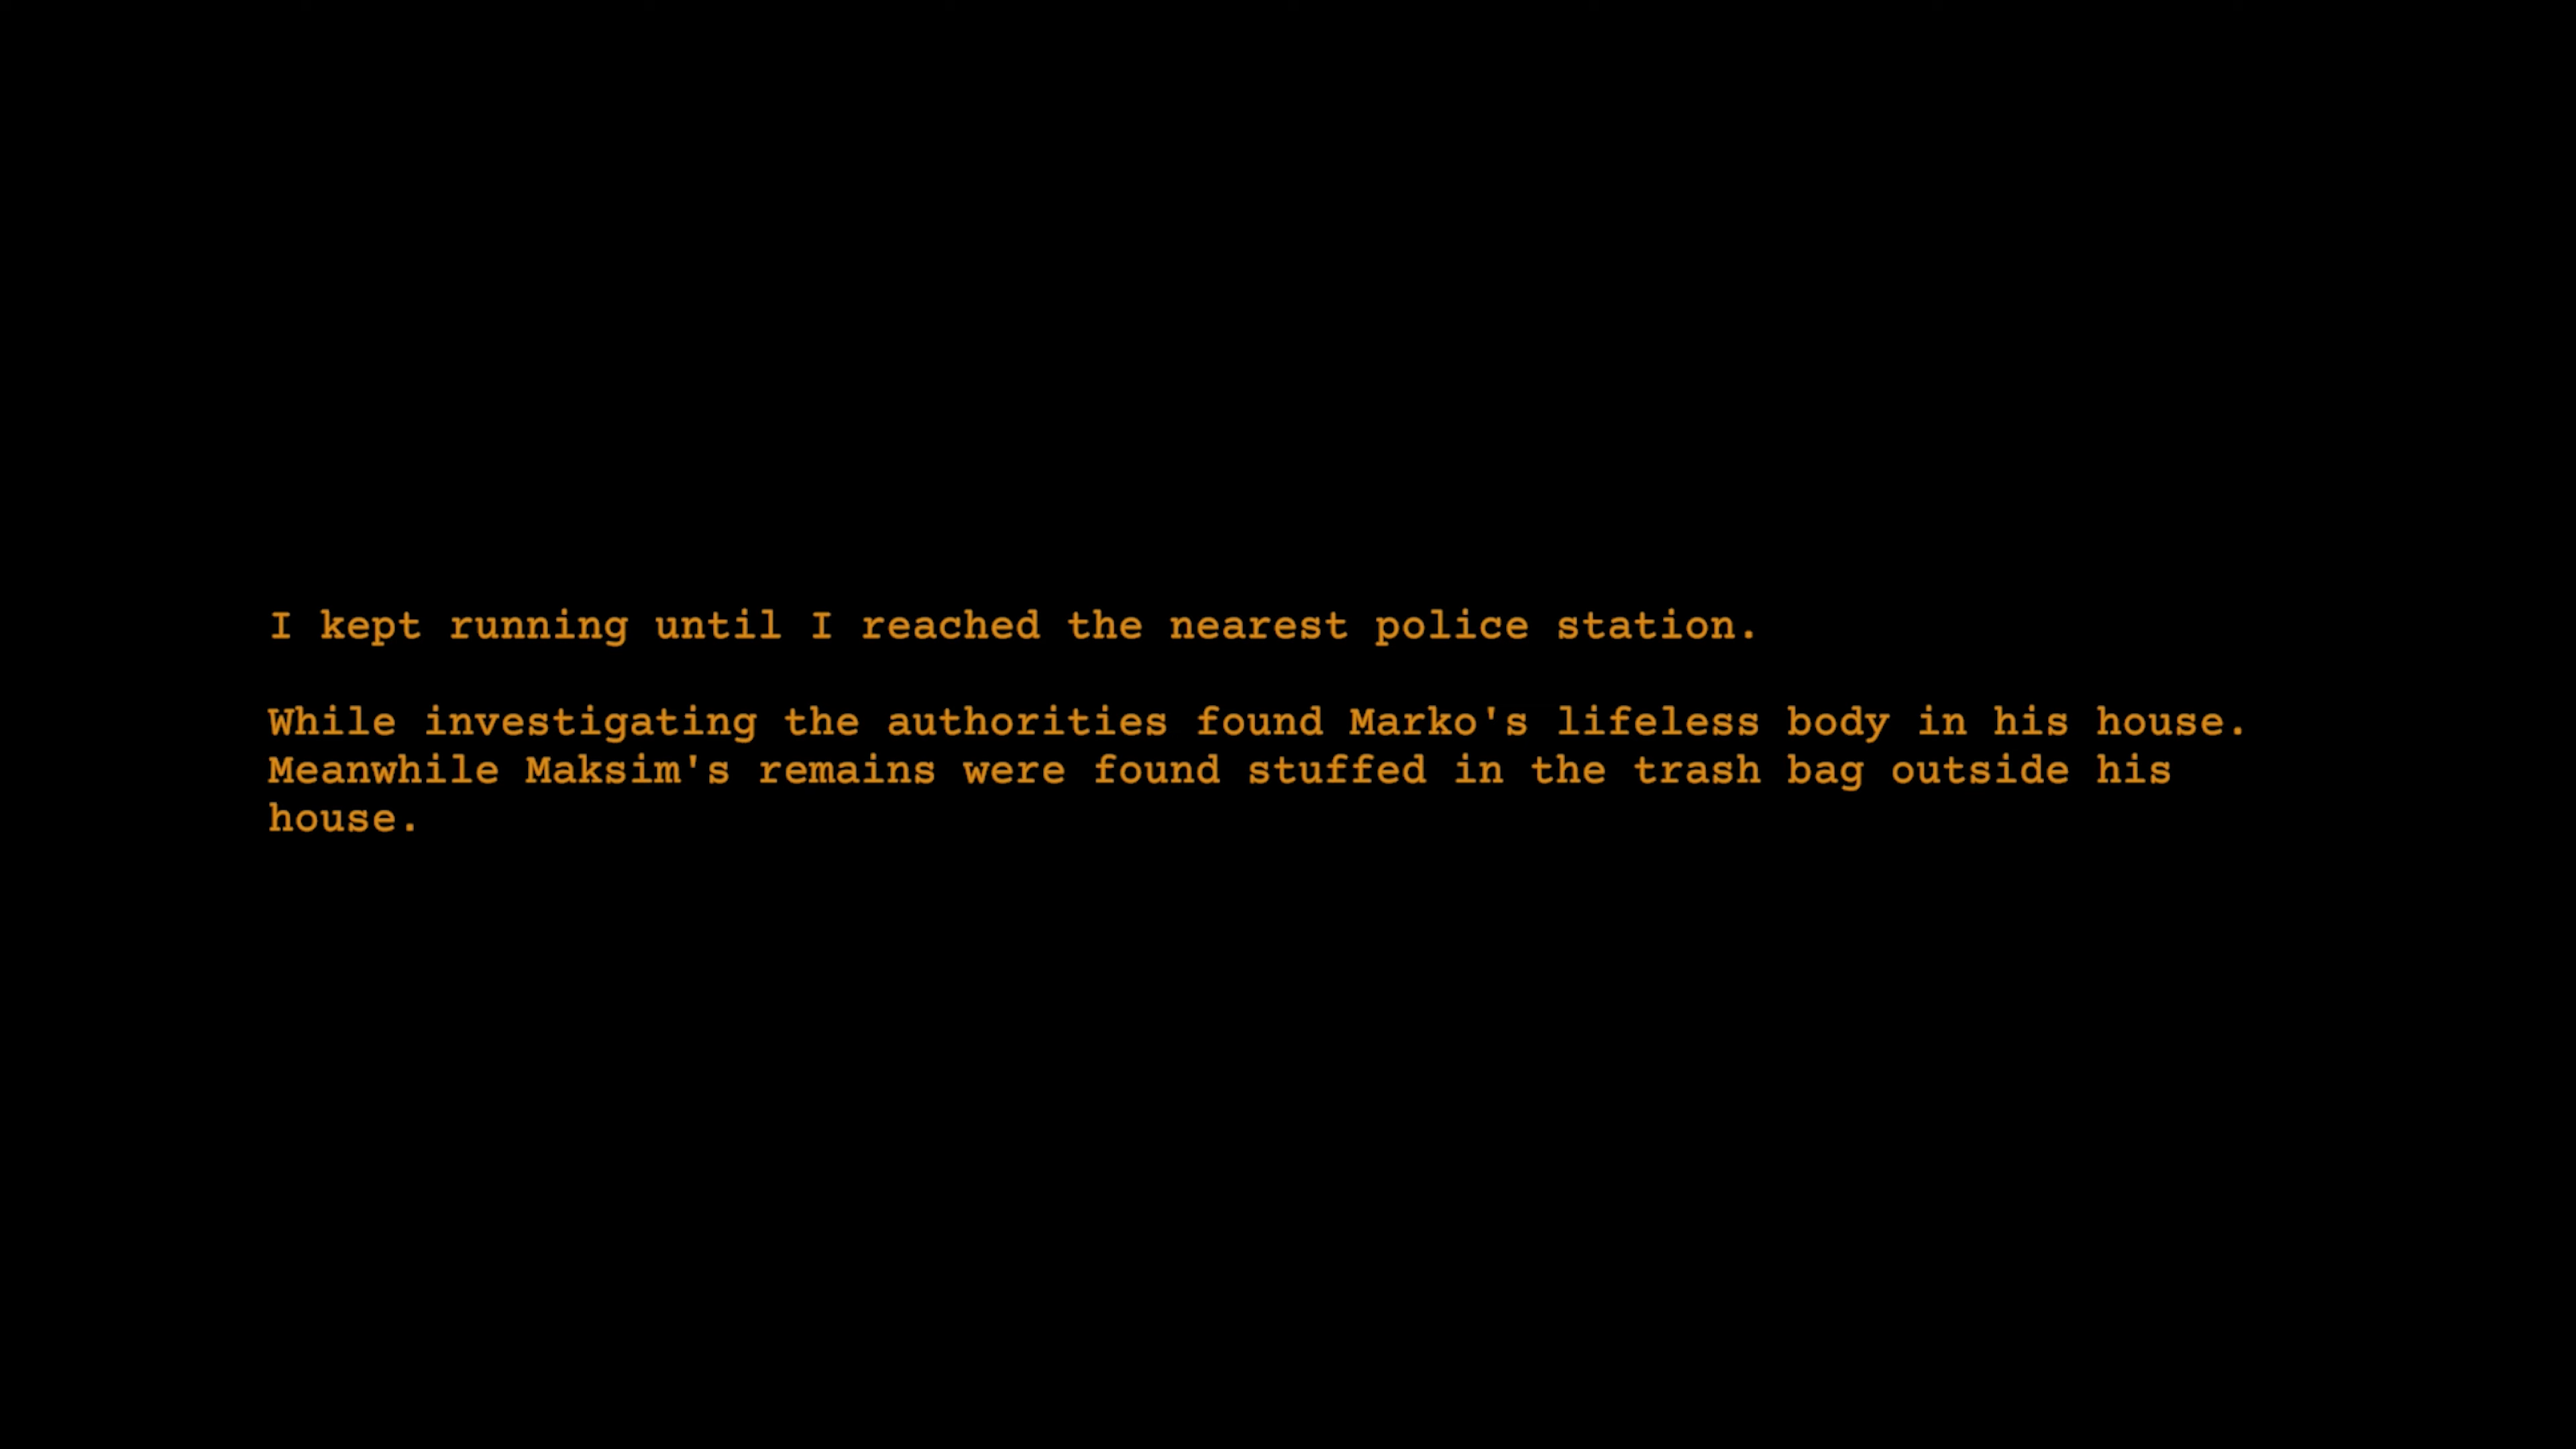 I kept running until I reached the nearest police station.
While investigating the authorities found Marko's lifeless body in his house.
Meanwhile Maksim's remains were found stuffed in the trash bag outside his
house.